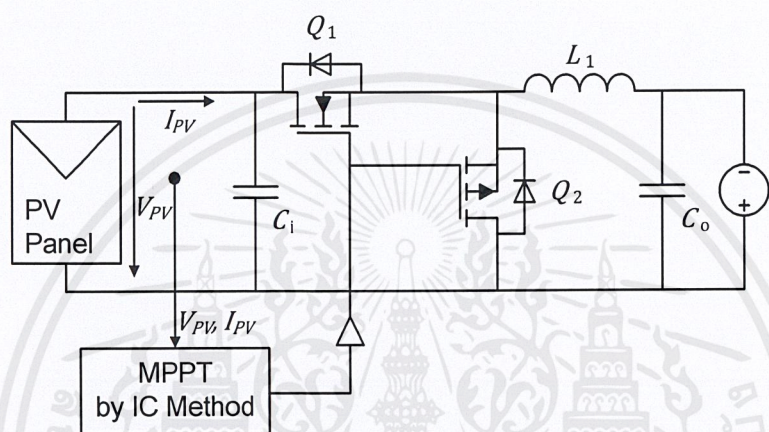 Q1
L1
IPV
VPV
PV
Panel
Ci
Q2
Co
-
+
VPV, IPV
MPPT
by IC Method